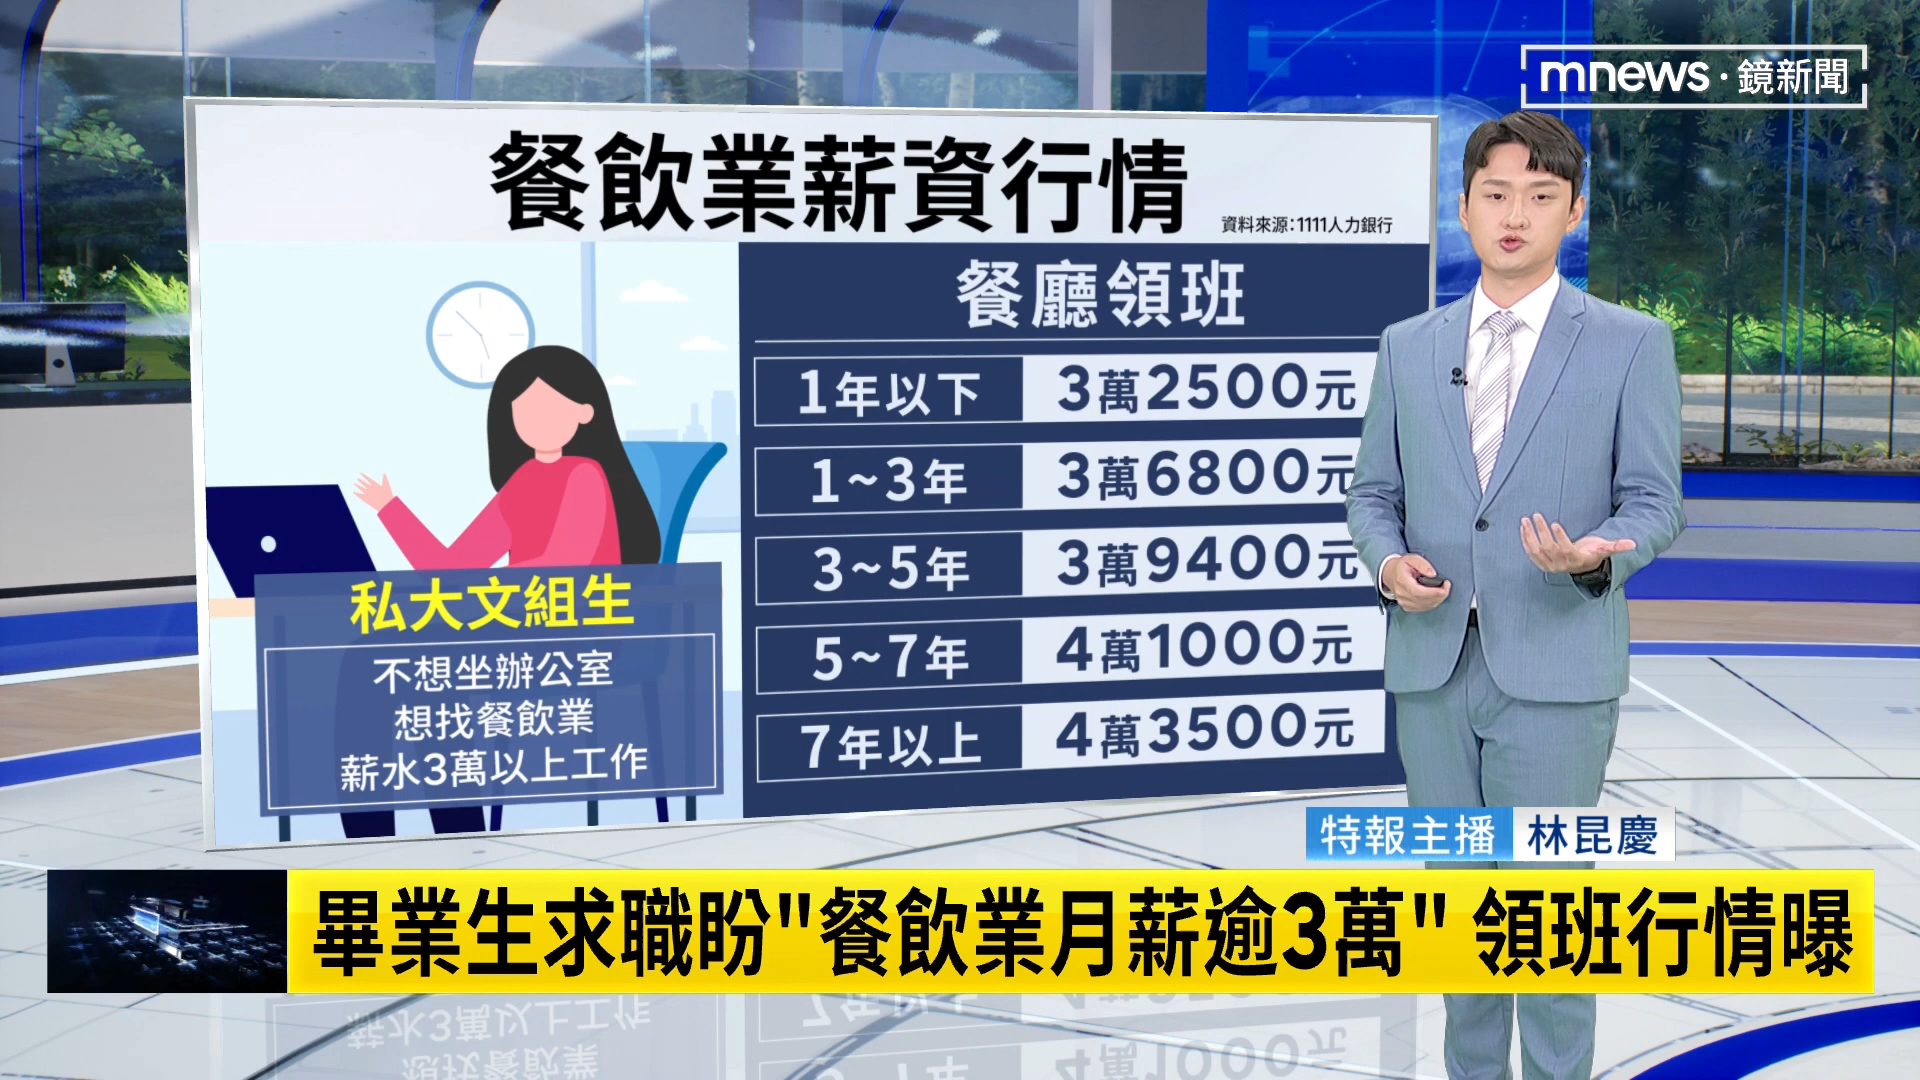 mnews · 鏡新聞
餐飲業薪資行情
資料來源：1111人力銀行
餐廳領班
1年以下 3萬2500元
1~3年 3萬6800元
3~5年 3萬9400元
5~7年 4萬1000元
7年以上 4萬3500元
私大文組生
不想坐辦公室
想找餐飲業
薪水3萬以上工作
特報主播 林昆慶
畢業生求職盼"餐飲業月薪逾3萬" 領班行情曝